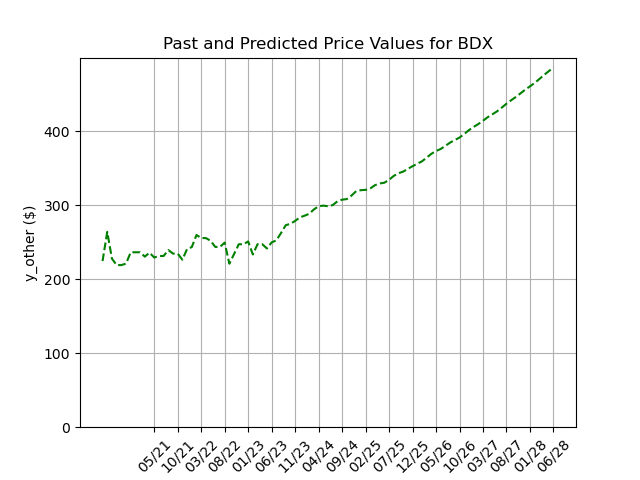 Past and Predicted Price Values for BDX
y_other ($)
400
300
200
100
0
05/21 10/21 03/22 08/22 01/23 06/23 11/23 04/24 09/24 02/25 07/25 12/25 05/26 10/26 03/27 08/27 01/28 06/28